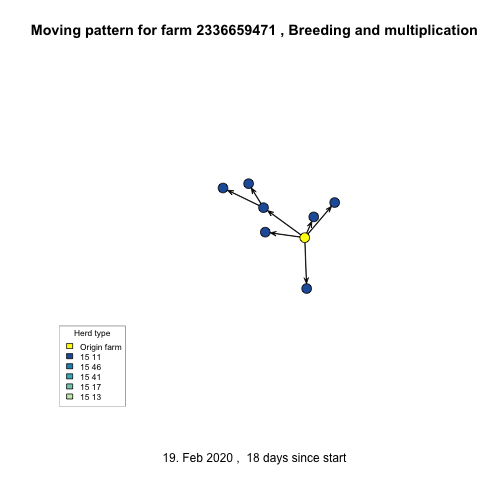 Moving pattern for farm 2336659471 , Breeding and multiplication
Herd type
Origin farm
15 11
15 46
15 41
15 17
15 13
19. Feb 2020 ,  18 days since start